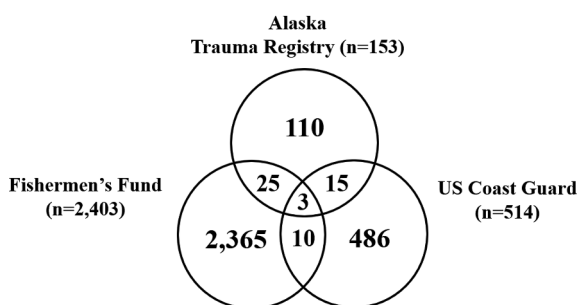 Alaska
Trauma Registry (n=153)
110
Fishermen’s Fund
(n=2,403)
25
15
3
US Coast Guard
(n=514)
2,365
10
486